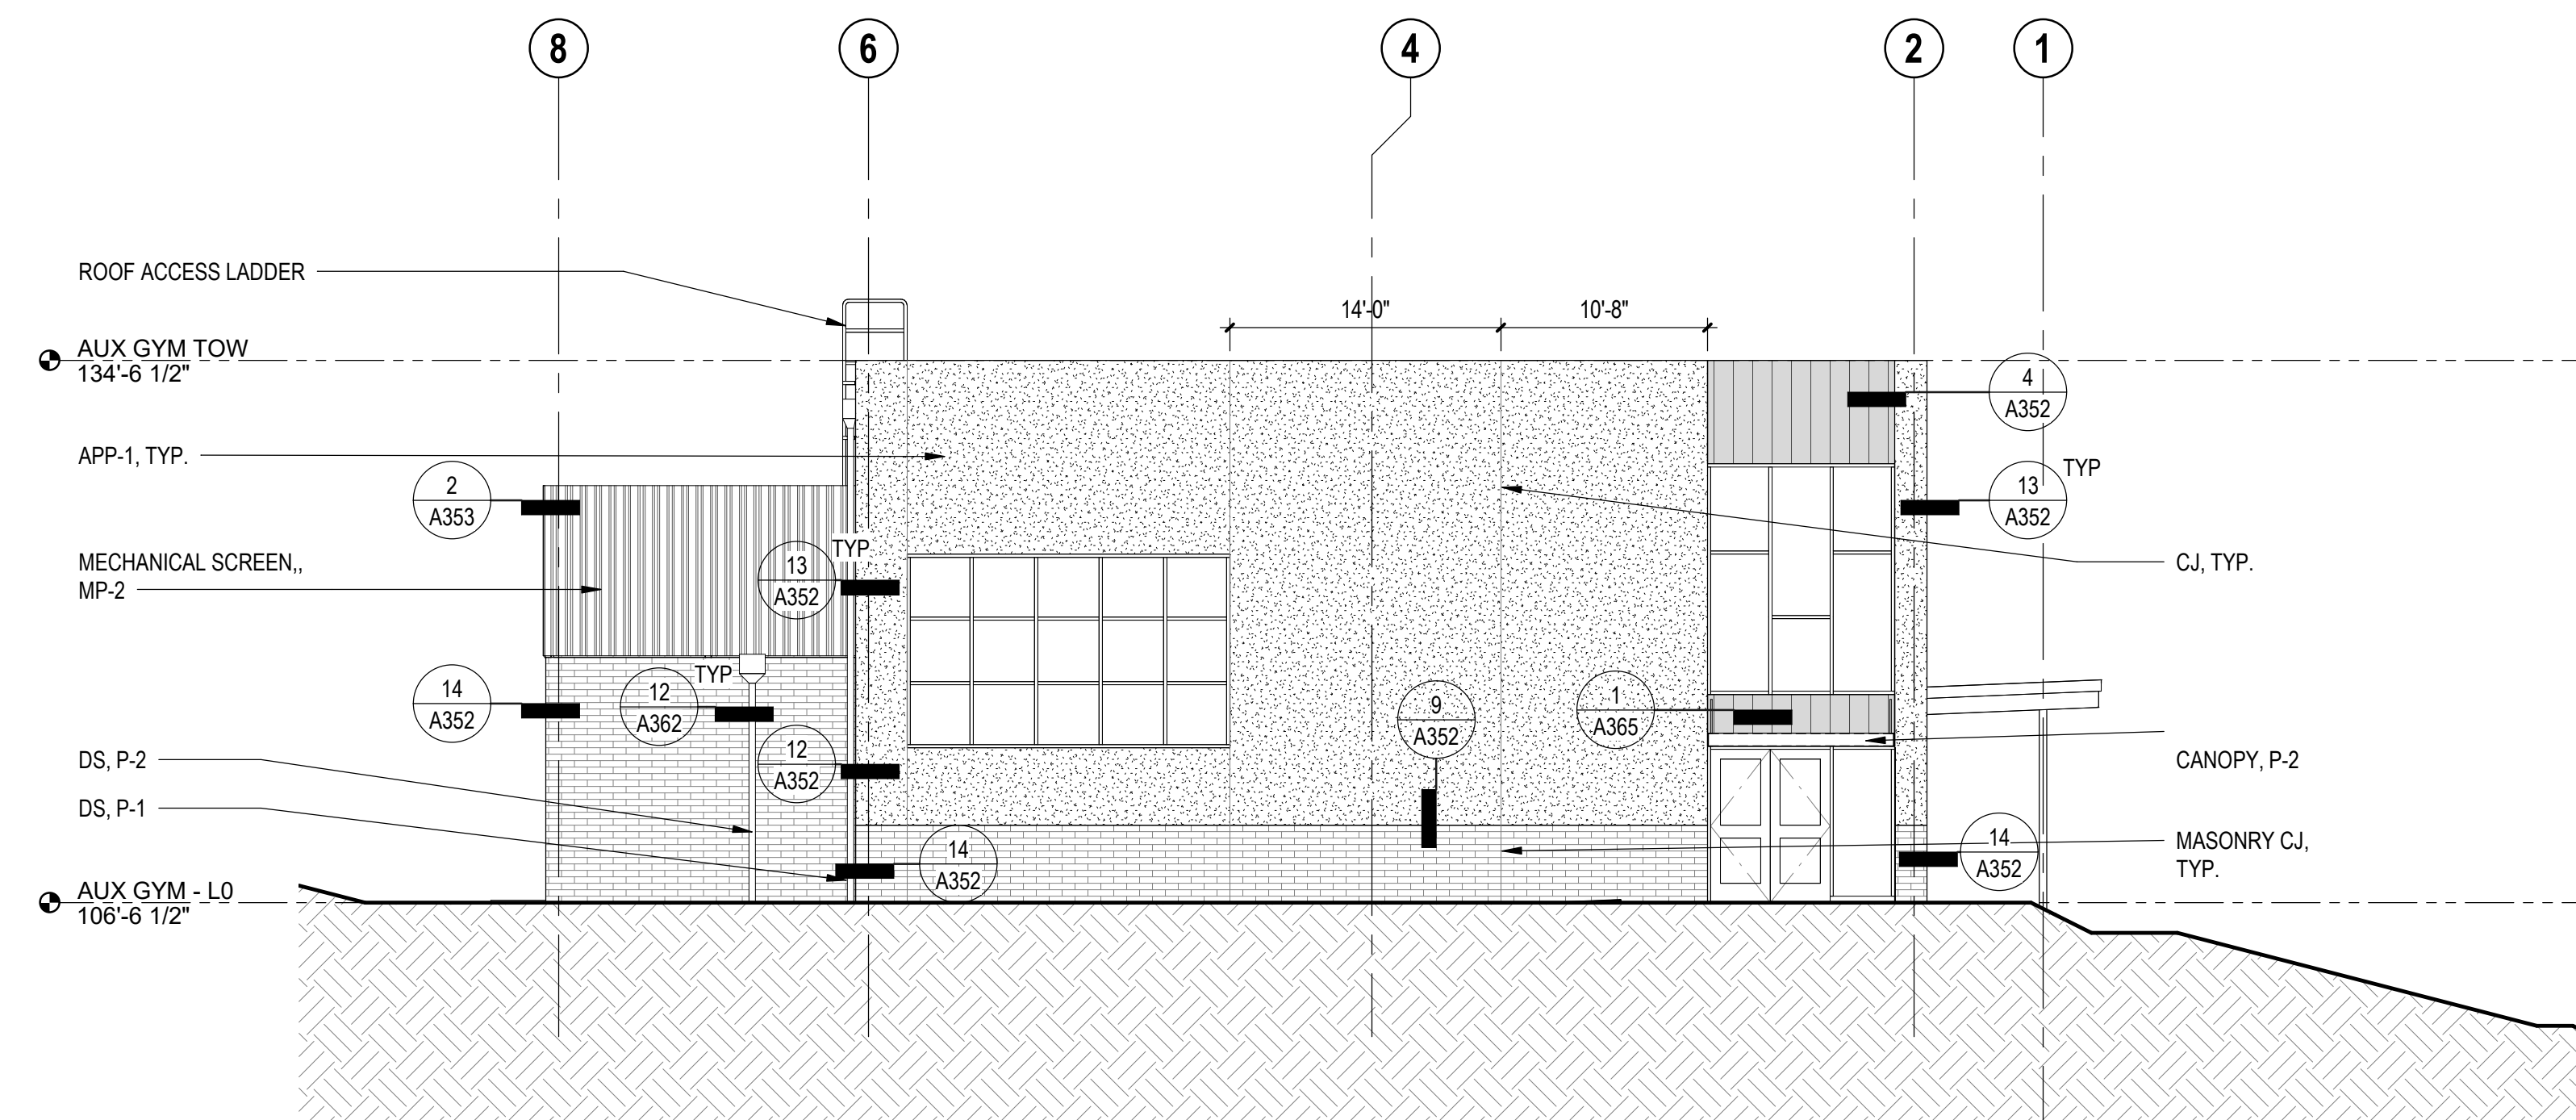 8
6
4
2
1
ROOF ACCESS LADDER
14'-0"
10'-8"
AUX GYM TOW
134'-6 1/2"
4
A352
APP-1, TYP.
TYP
13
A352
2
A353
MECHANICAL SCREEN,,
MP-2
TYP
13
A352
CJ, TYP.
14
A352
TYP
12
A362
9
A352
1
A365
DS, P-2
12
A352
CANOPY, P-2
DS, P-1
14
A352
14
A352
MASONRY CJ,
TYP.
AUX GYM - L0
106'-6 1/2"